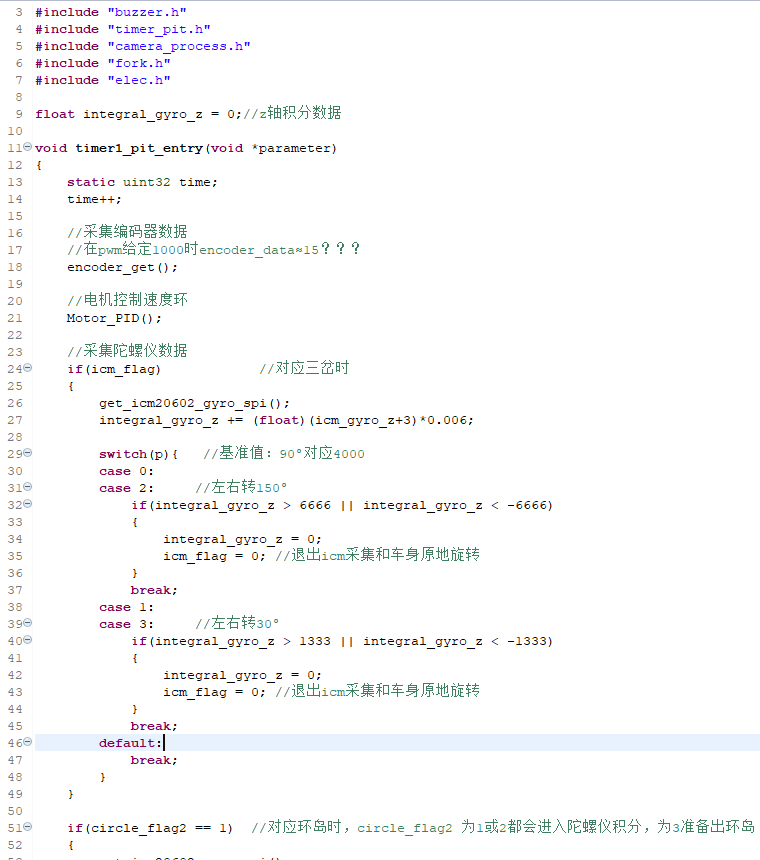 3 #include "buzzer.h"
4 #include "timer_pit.h"
5 #include "camera_process.h"
6 #include "fork.h"
7 #include "elec.h"
8
9 float integral_gyro_z = 0;//z轴积分数据
10
11 void timer1_pit_entry(void *parameter)
12 {
13     static uint32 time;
14     time++;
15
16     //采集编码器数据
17     //在pwm给定1000时encoder_data≈15？？？
18     encoder_get();
19
20     //电机控制速度环
21     Motor_PID();
22
23     //采集陀螺仪数据
24     if(icm_flag)            //对应三岔时
25     {
26         get_icm20602_gyro_spi();
27         integral_gyro_z += (float)(icm_gyro_z+3)*0.006;
28
29         switch(p){   //基准值：90°对应4000
30         case 0:
31         case 2:     //左右转150°
32             if(integral_gyro_z > 6666 || integral_gyro_z < -6666)
33             {
34                 integral_gyro_z = 0;
35                 icm_flag = 0; //退出icm采集和车身原地旋转
36             }
37             break;
38         case 1:
39         case 3:     //左右转30°
40             if(integral_gyro_z > 1333 || integral_gyro_z < -1333)
41             {
42                 integral_gyro_z = 0;
43                 icm_flag = 0; //退出icm采集和车身原地旋转
44             }
45             break;
46         default:
47             break;
48         }
49     }
50
51     if(circle_flag2 == 1)  //对应环岛时，circle_flag2 为1或2都会进入陀螺仪积分，为3准备出环岛
52     {